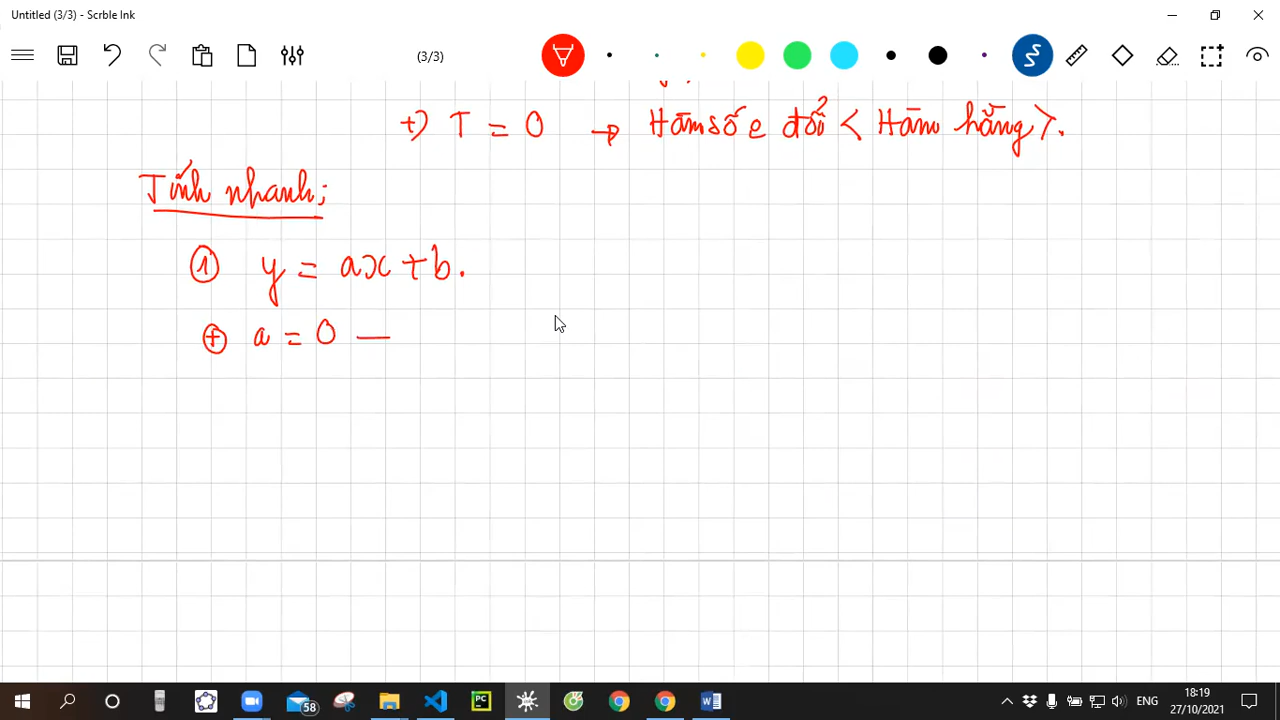 Untitled (3/3) - Scrble Ink
(3/3)
+) T = 0 → Hàm số e đổi < Hàm hằng >.
Tính nhanh:
① y = ax + b.
⊕ a = 0 —
58
PC
ENG
18:19
27/10/2021